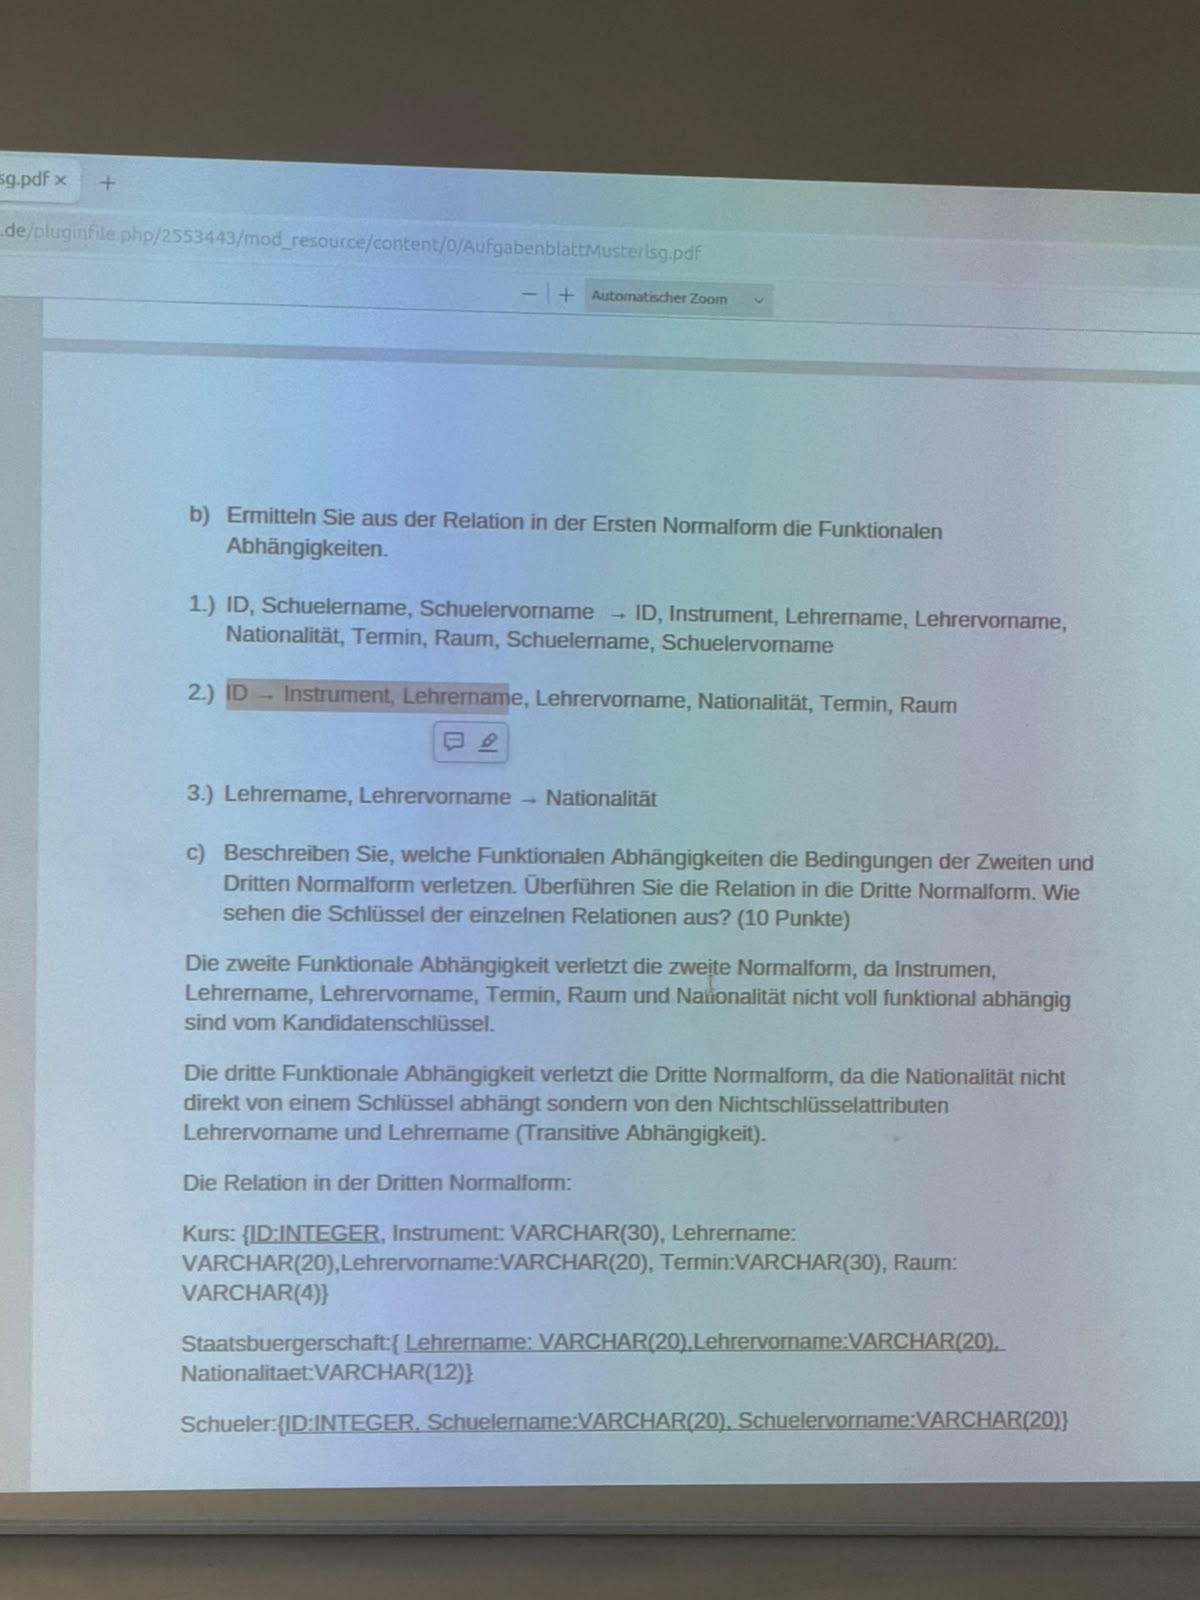 sg.pdf × +
.de/pluginfile.php/2553443/mod_resource/content/0/AufgabenblattMusterlsg.pdf
− + Automatischer Zoom
b) Ermitteln Sie aus der Relation in der Ersten Normalform die Funktionalen
Abhängigkeiten.
1.) ID, Schuelername, Schuelervorname → ID, Instrument, Lehrername, Lehrervorname,
Nationalität, Termin, Raum, Schuelername, Schuelervorname
2.) ID → Instrument, Lehrername, Lehrervorname, Nationalität, Termin, Raum
3.) Lehrername, Lehrervorname → Nationalität
c) Beschreiben Sie, welche Funktionalen Abhängigkeiten die Bedingungen der Zweiten und
Dritten Normalform verletzen. Überführen Sie die Relation in die Dritte Normalform. Wie
sehen die Schlüssel der einzelnen Relationen aus? (10 Punkte)
Die zweite Funktionale Abhängigkeit verletzt die zweite Normalform, da Instrumen,
Lehrername, Lehrervorname, Termin, Raum und Nationalität nicht voll funktional abhängig
sind vom Kandidatenschlüssel.
Die dritte Funktionale Abhängigkeit verletzt die Dritte Normalform, da die Nationalität nicht
direkt von einem Schlüssel abhängt sondern von den Nichtschlüsselattributen
Lehrervorname und Lehrername (Transitive Abhängigkeit).
Die Relation in der Dritten Normalform:
Kurs: {ID:INTEGER, Instrument: VARCHAR(30), Lehrername:
VARCHAR(20),Lehrervorname:VARCHAR(20), Termin:VARCHAR(30), Raum:
VARCHAR(4)}
Staatsbuergerschaft:{ Lehrername: VARCHAR(20),Lehrervorname:VARCHAR(20),
Nationalitaet:VARCHAR(12)}
Schueler:{ID:INTEGER, Schuelername:VARCHAR(20), Schuelervorname:VARCHAR(20)}